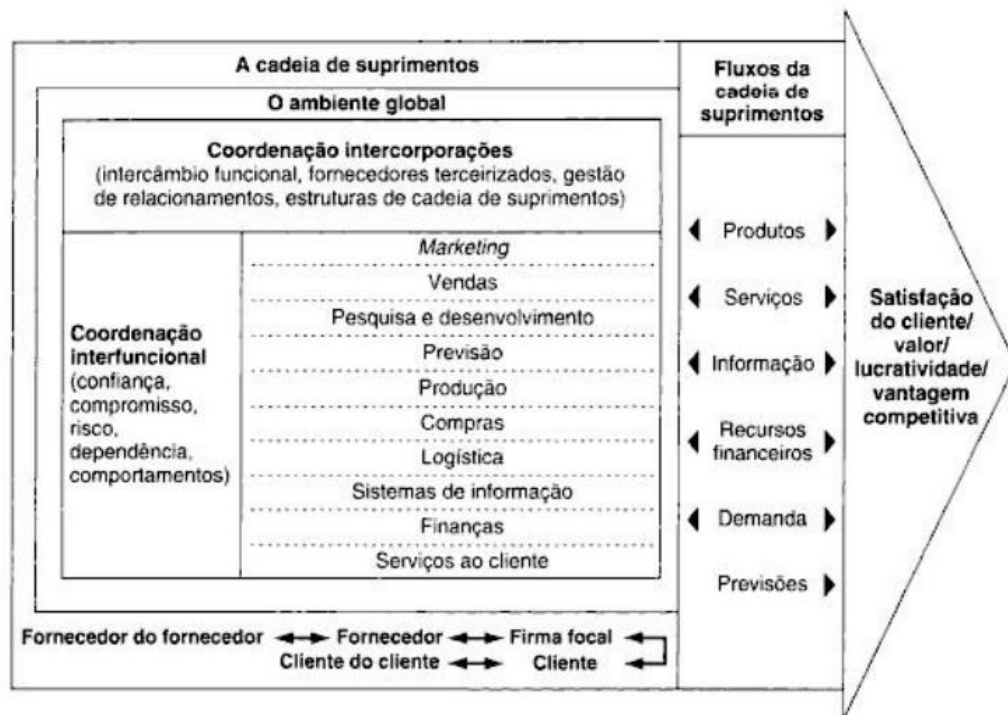 A cadeia de suprimentos
O ambiente global
Coordenação intercorporações
(intercâmbio funcional, fornecedores terceirizados, gestão
de relacionamentos, estruturas de cadeia de suprimentos)
Coordenação
interfuncional
(confiança,
compromisso,
risco,
dependência,
comportamentos)
Marketing
Vendas
Pesquisa e desenvolvimento
Previsão
Produção
Compras
Logística
Sistemas de informação
Finanças
Serviços ao cliente
Fornecedor do fornecedor
Fornecedor
Firma focal
Cliente do cliente
Cliente
Fluxos da
cadeia de
suprimentos
Produtos
Serviços
Informação
Recursos
financeiros
Demanda
Previsões
Satisfação
do cliente/
valor/
lucratividade/
vantagem
competitiva